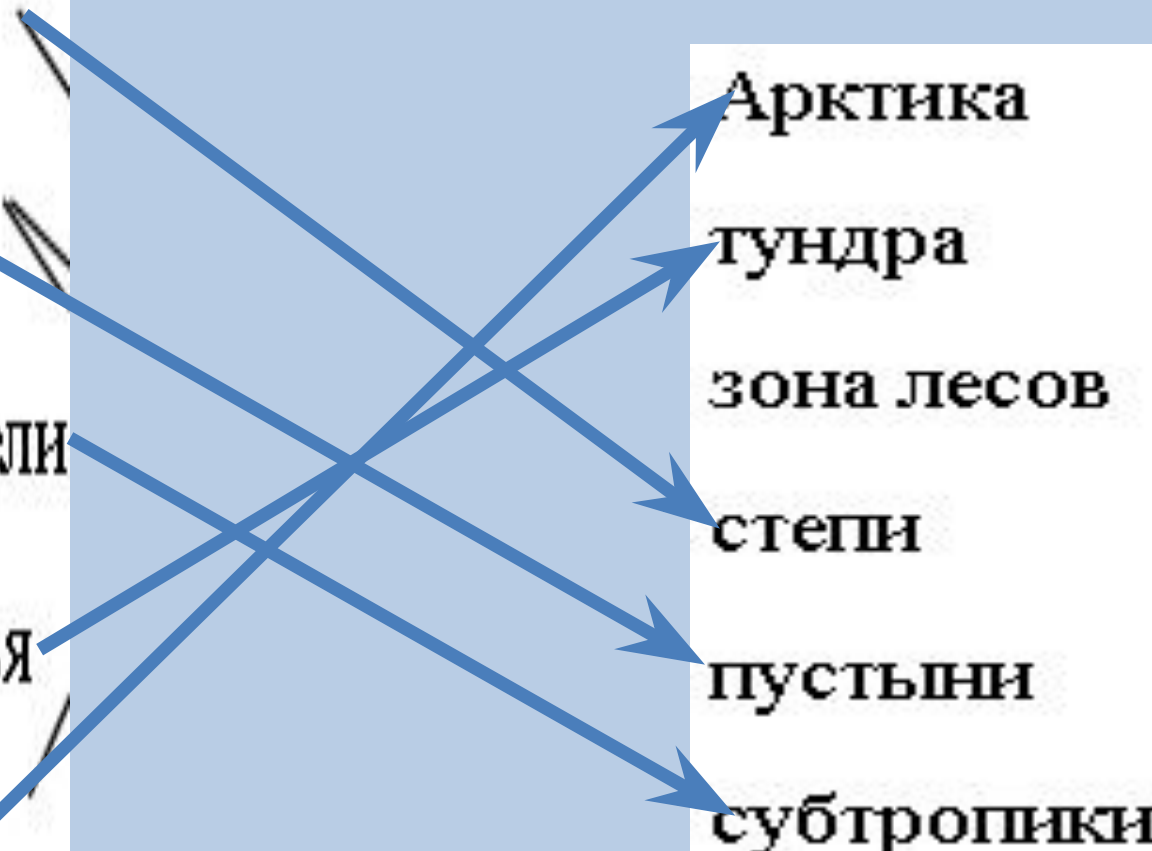 Арктика
тундра
зона лесов
степи
пустыни
субтропики